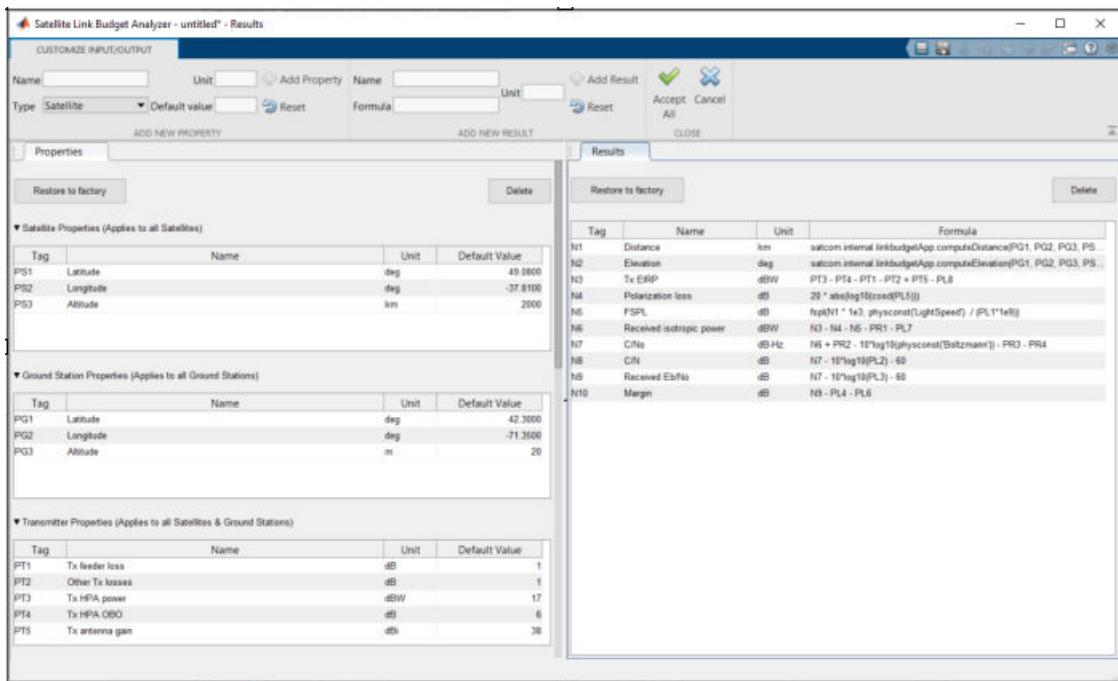 Satellite Link Budget Analyzer - untitled* - Results
CUSTOMIZE INPUT/OUTPUT
Name Unit Add Property Name Unit Add Result
Type Satellite Default value Reset Formula Reset Accept All Cancel
ADD NEW PROPERTY ADD NEW RESULT CLOSE
Properties
Restore to factory Delete
▼ Satellite Properties (Applies to all Satellites)
Tag Name Unit Default Value
PS1 Latitude deg 49.0800
PS2 Longitude deg -37.8100
PS3 Altitude km 2000
▼ Ground Station Properties (Applies to all Ground Stations)
Tag Name Unit Default Value
PG1 Latitude deg 42.3000
PG2 Longitude deg -71.3500
PG3 Altitude m 20
▼ Transmitter Properties (Applies to all Satellites & Ground Stations)
Tag Name Unit Default Value
PT1 Tx feeder loss dB 1
PT2 Other Tx losses dB 1
PT3 Tx HPA power dBW 17
PT4 Tx HPA OBO dB 6
PT5 Tx antenna gain dBi 38
Results
Restore to factory Delete
Tag Name Unit Formula
N1 Distance km satcom.internal.linkbudgetApp.computeDistance(PG1, PG2, PG3, PS...
N2 Elevation deg satcom.internal.linkbudgetApp.computeElevation(PG1, PG2, PG3, PS...
N3 Tx EIRP dBW PT3 - PT4 - PT1 - PT2 + PT5 - PL8
N4 Polarization loss dB 20 * abs(log10(cosd(PL5)))
N5 FSPL dB fspl(N1 * 1e3, physconst('LightSpeed') / (PL1*1e9))
N6 Received isotropic power dBW N3 - N4 - N5 - PR1 - PL7
N7 C/No dB-Hz N6 + PR2 - 10*log10(physconst('Boltzmann')) - PR3 - PR4
N8 C/N dB N7 - 10*log10(PL2) - 60
N9 Received Eb/No dB N7 - 10*log10(PL3) - 60
N10 Margin dB N9 - PL4 - PL6